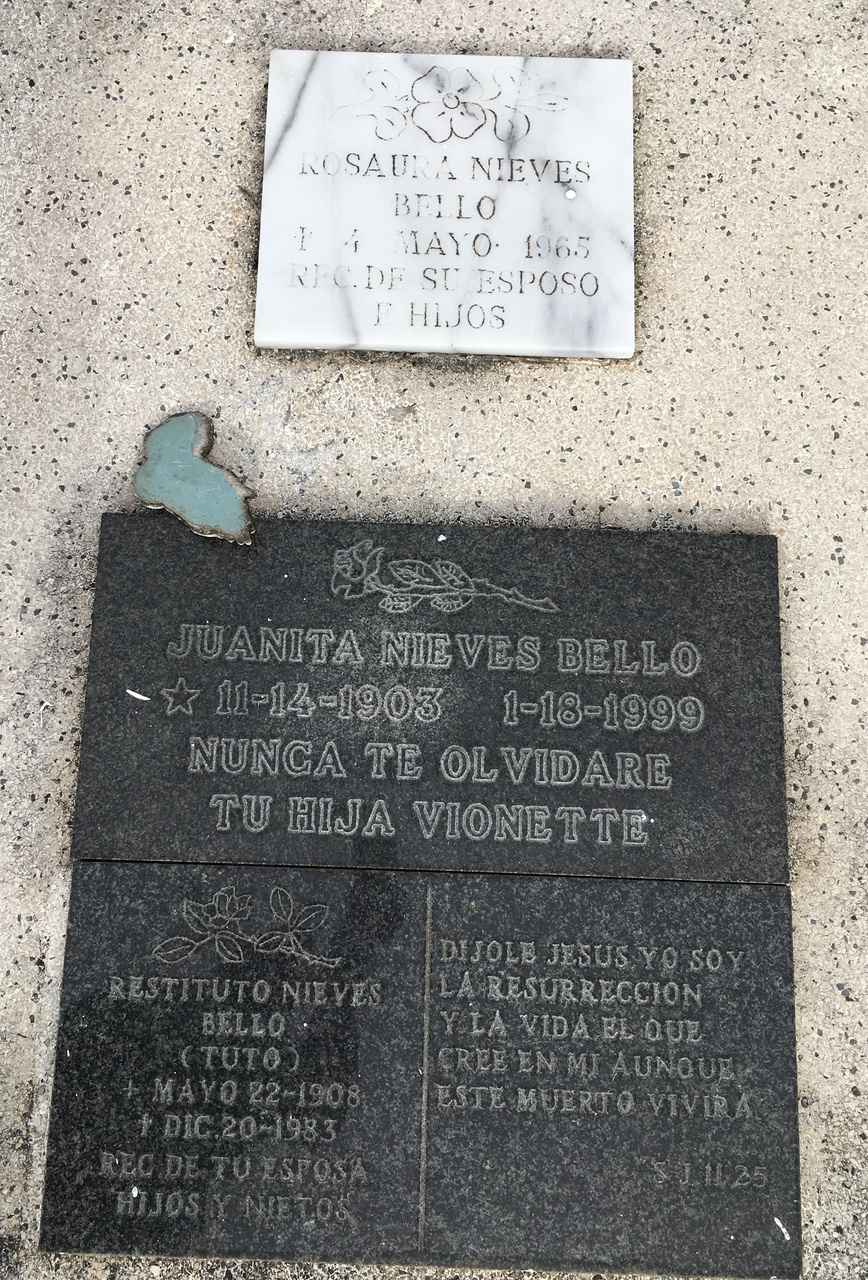 ROSAURA NIEVES
BELLO
† 4 MAYO 1965
REC. DE SU ESPOSO
E HIJOS
JUANITA NIEVES BELLO
☆ 11-14-1903 1-18-1999
NUNCA TE OLVIDARE
TU HIJA VIONETTE
RESTITUTO NIEVES
BELLO
(TUTO)
+ MAYO 22-1908
† DIC. 20-1983
REC DE TU ESPOSA
HIJOS Y NIETOS
DIJOLE JESUS YO SOY
LA RESURRECCION
Y LA VIDA EL QUE
CREE EN MI AUNQUE
ESTE MUERTO VIVIRA
S J. 11 25